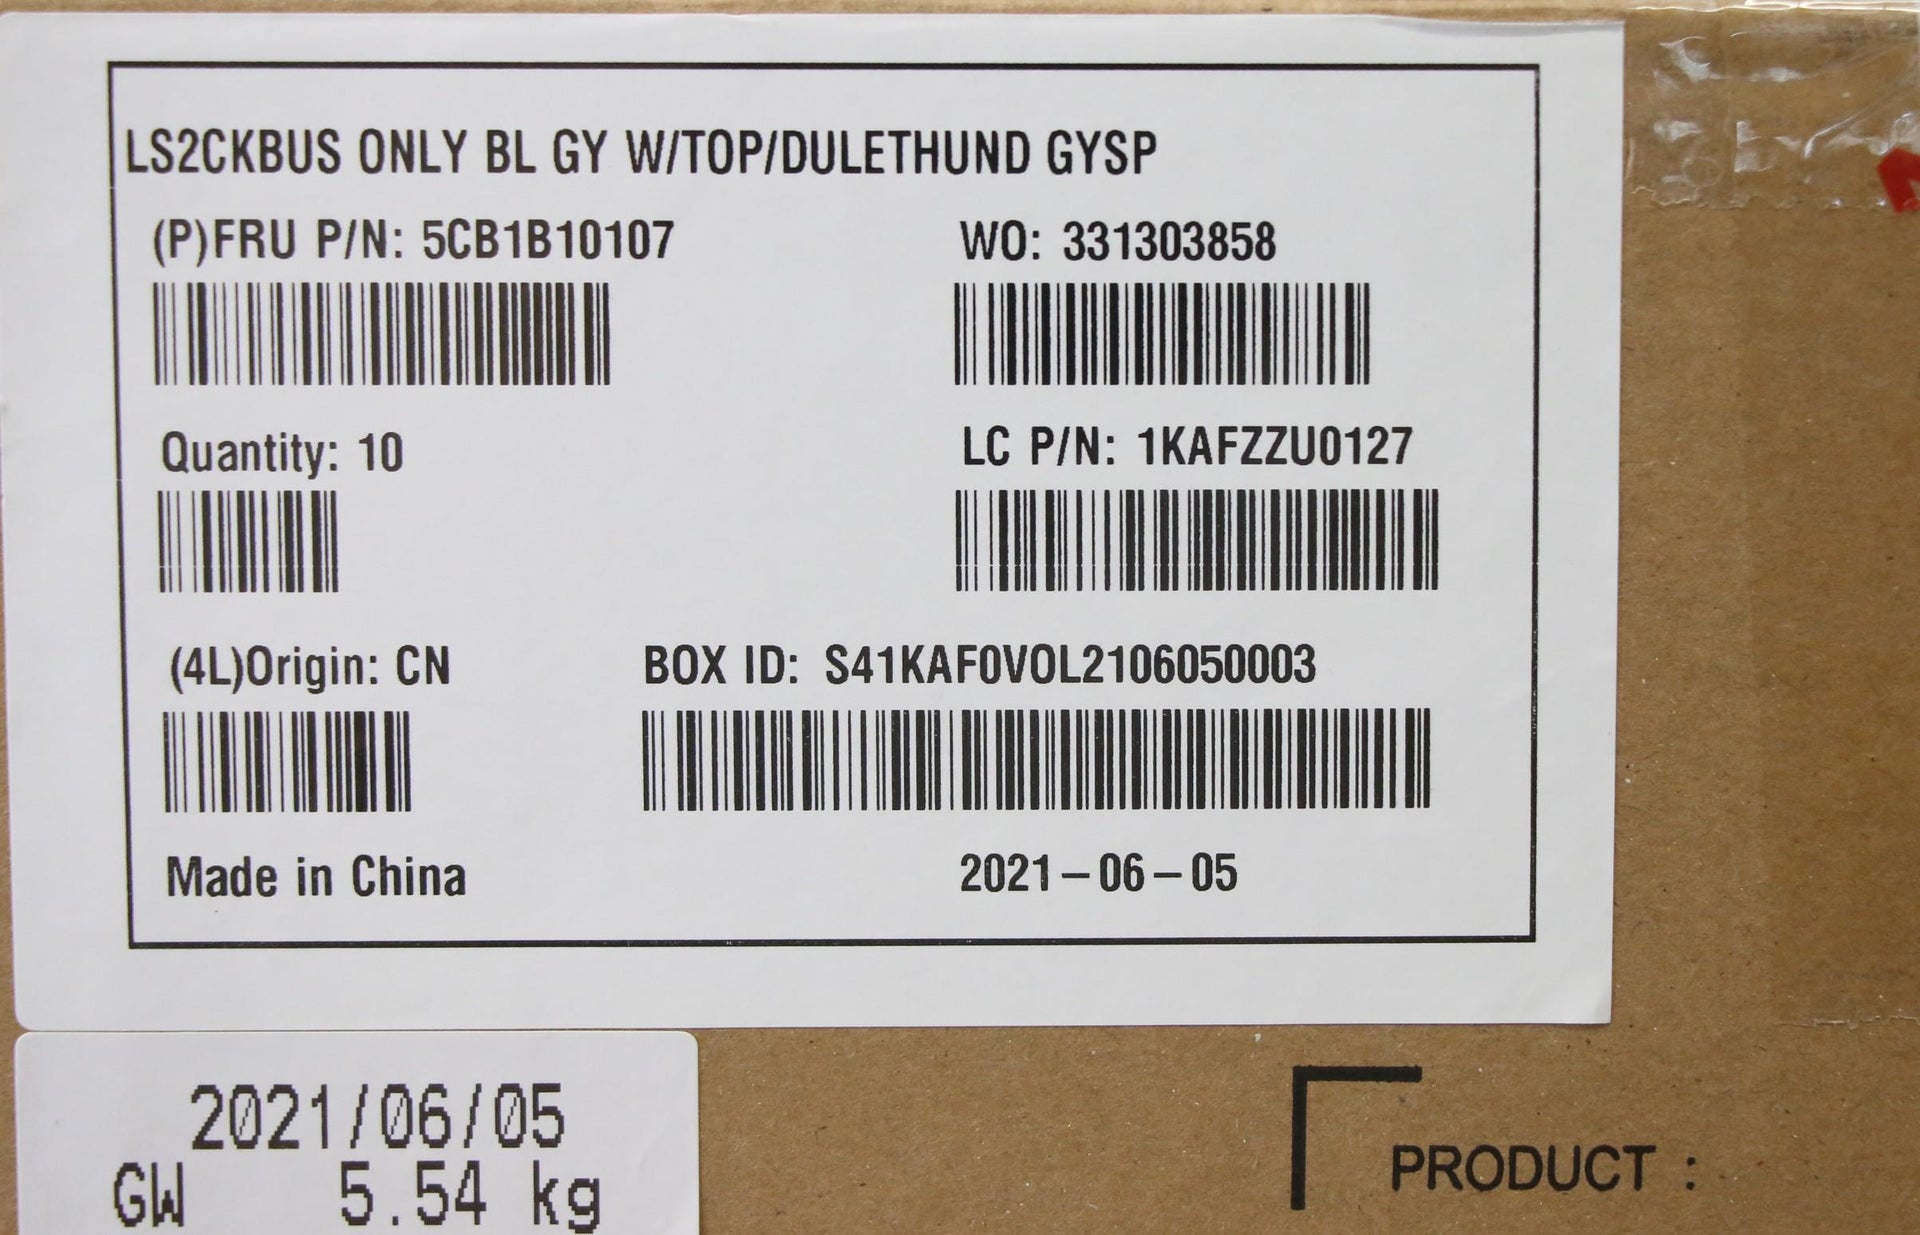 LS2CKBUS ONLY BL GY W/TOP/DULETHUND GYSP
(P)FRU P/N: 5CB1B10107
WO: 331303858
Quantity: 10
LC P/N: 1KAFZZU0127
(4L)Origin: CN
BOX ID: S41KAF0VOL2106050003
Made in China
2021-06-05
2021/06/05
GW 5.54 kg
PRODUCT :